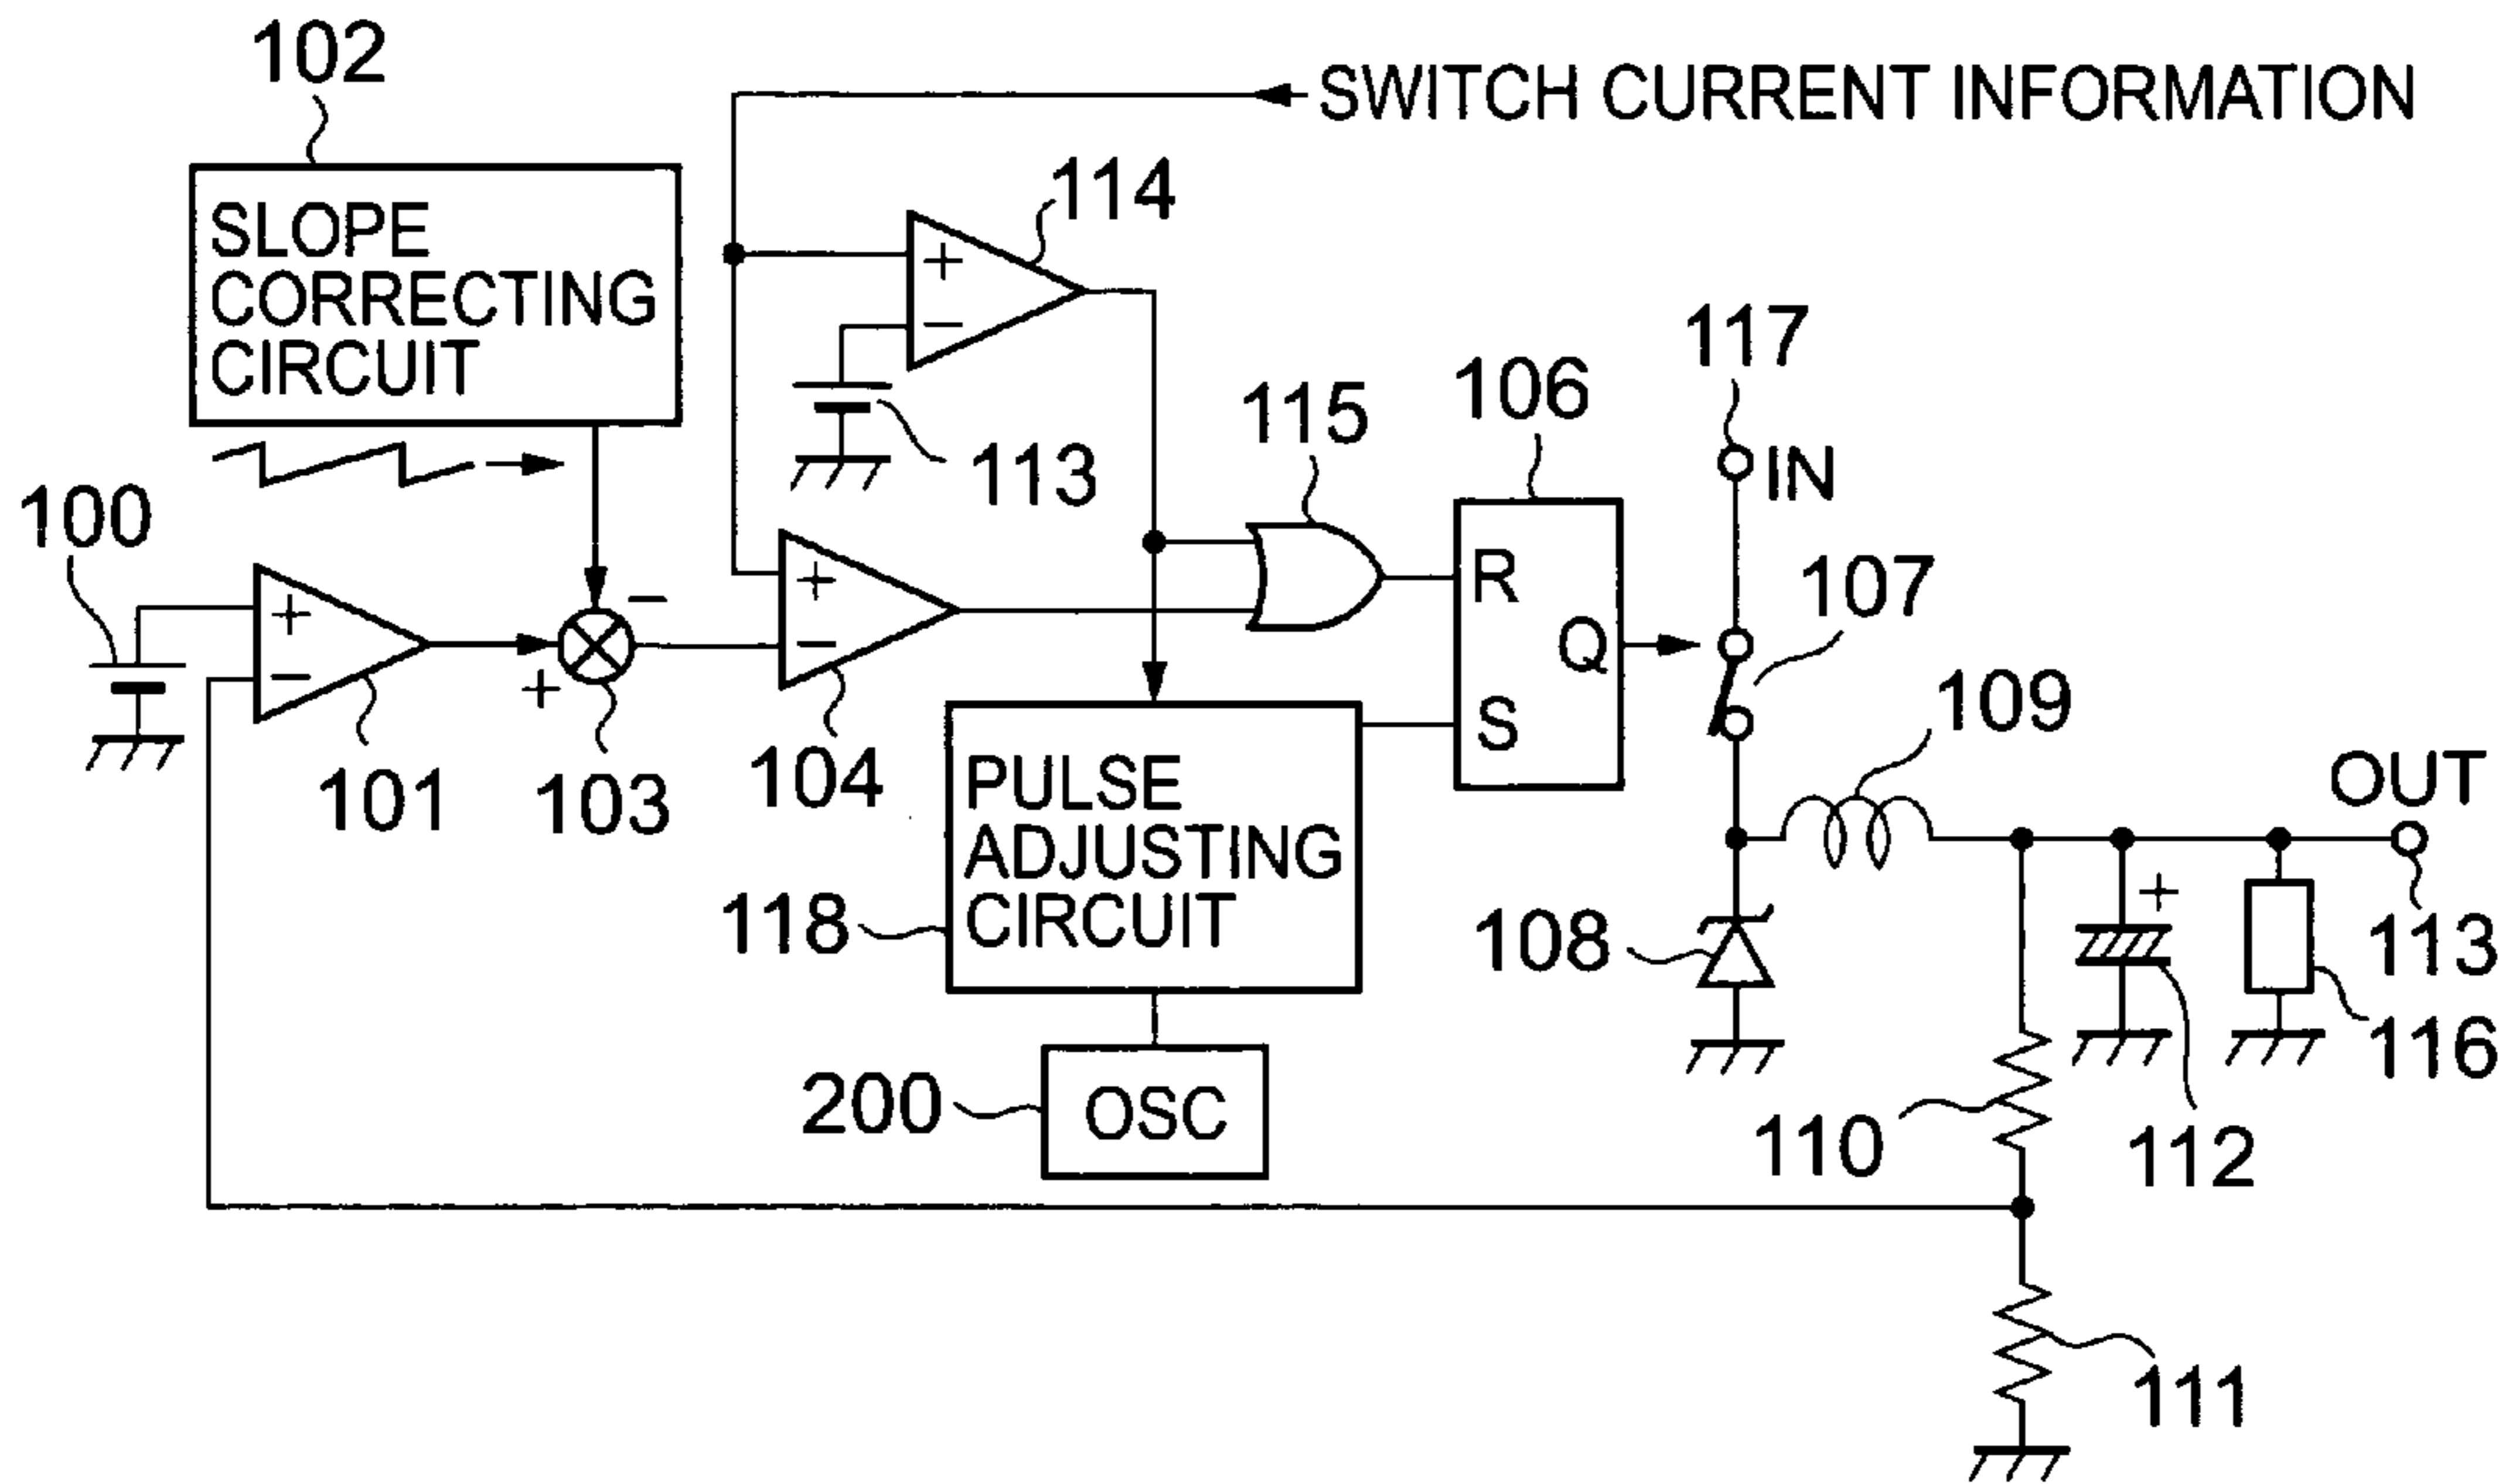 102
SWITCH CURRENT INFORMATION
114
SLOPE
CORRECTING
CIRCUIT
+
−
117
113
115
106
IN
100
R
107
+
−
−
+
−
+
Q
S
109
101
103
104
PULSE
ADJUSTING
CIRCUIT
OUT
118
108
+
113
116
200
OSC
110
112
111